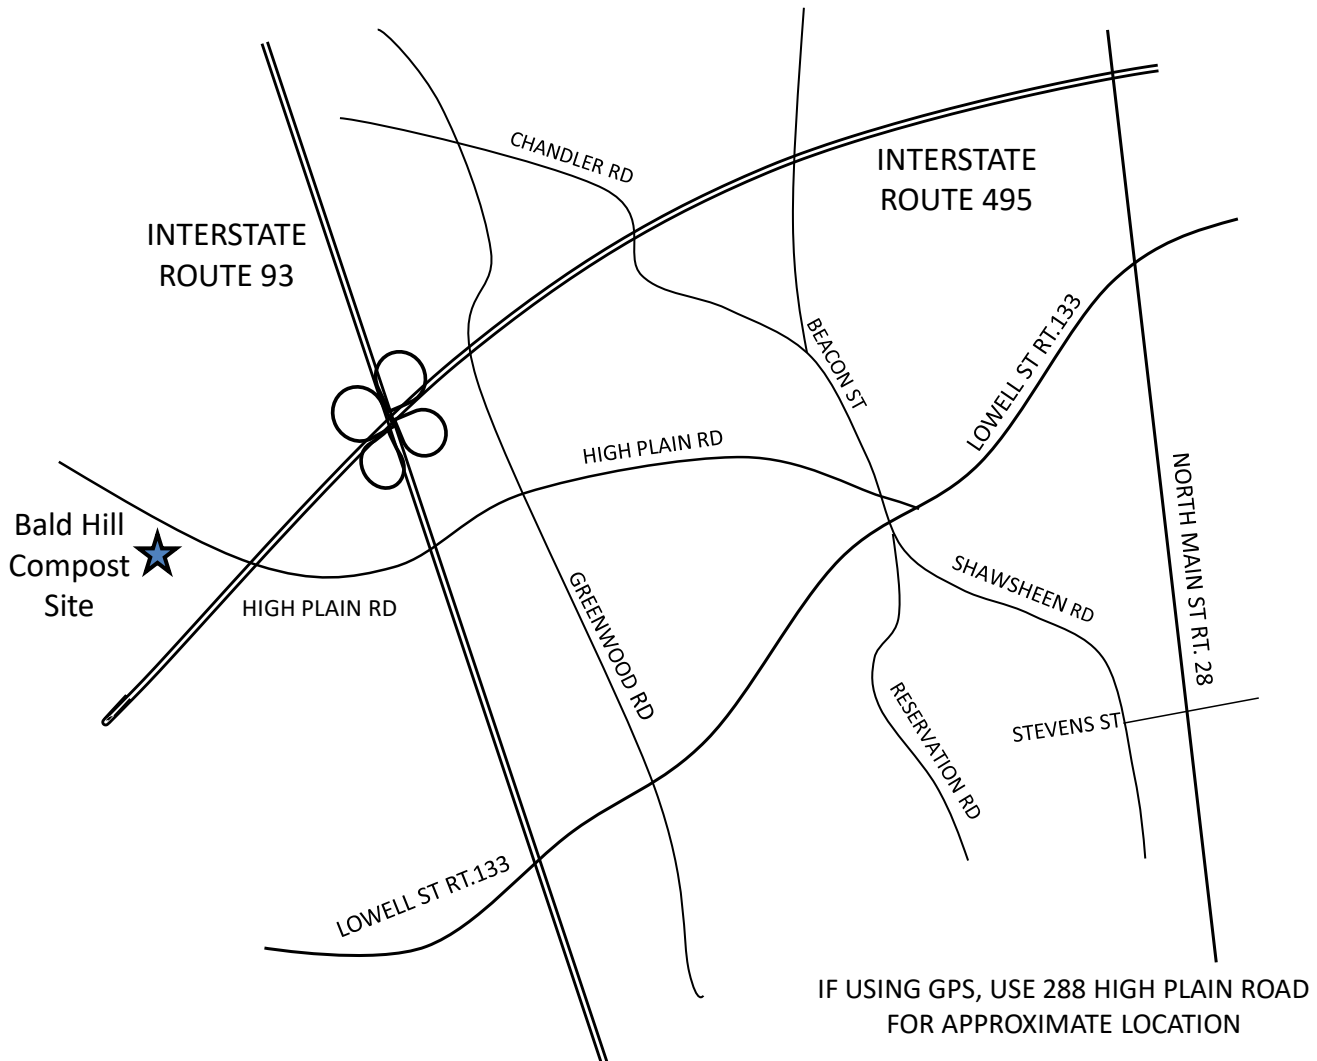 CHANDLER RD
INTERSTATE
ROUTE 495
INTERSTATE
ROUTE 93
BEACON ST
LOWELL ST RT.133
HIGH PLAIN RD
NORTH MAIN ST RT. 28
Bald Hill
Compost
Site
HIGH PLAIN RD
GREENWOOD RD
SHAWSHEEN RD
RESERVATION RD
STEVENS ST
LOWELL ST RT.133
IF USING GPS, USE 288 HIGH PLAIN ROAD
FOR APPROXIMATE LOCATION